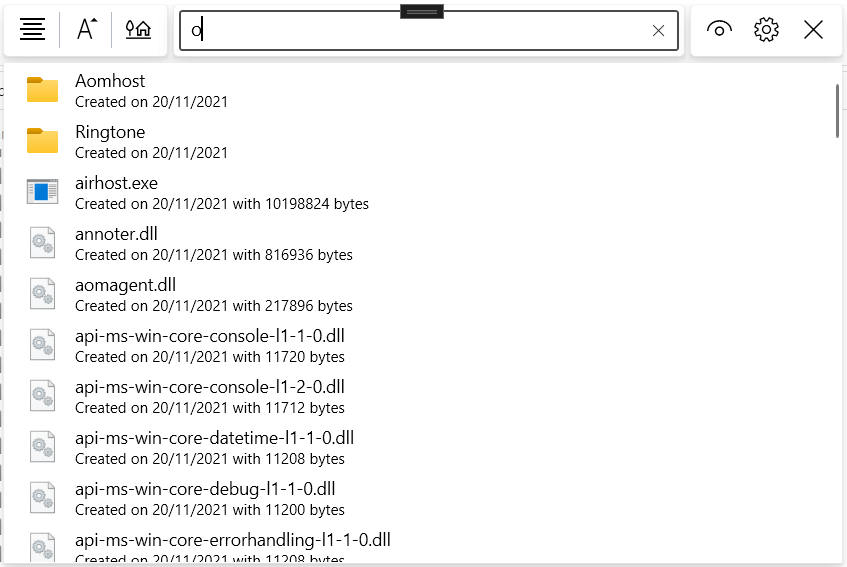 A
o
Aomhost
Created on 20/11/2021
Ringtone
Created on 20/11/2021
airhost.exe
Created on 20/11/2021 with 10198824 bytes
annoter.dll
Created on 20/11/2021 with 816936 bytes
aomagent.dll
Created on 20/11/2021 with 217896 bytes
api-ms-win-core-console-l1-1-0.dll
Created on 20/11/2021 with 11720 bytes
api-ms-win-core-console-l1-2-0.dll
Created on 20/11/2021 with 11712 bytes
api-ms-win-core-datetime-l1-1-0.dll
Created on 20/11/2021 with 11208 bytes
api-ms-win-core-debug-l1-1-0.dll
Created on 20/11/2021 with 11200 bytes
api-ms-win-core-errorhandling-l1-1-0.dll
Created on 20/11/2021 with 11208 bytes